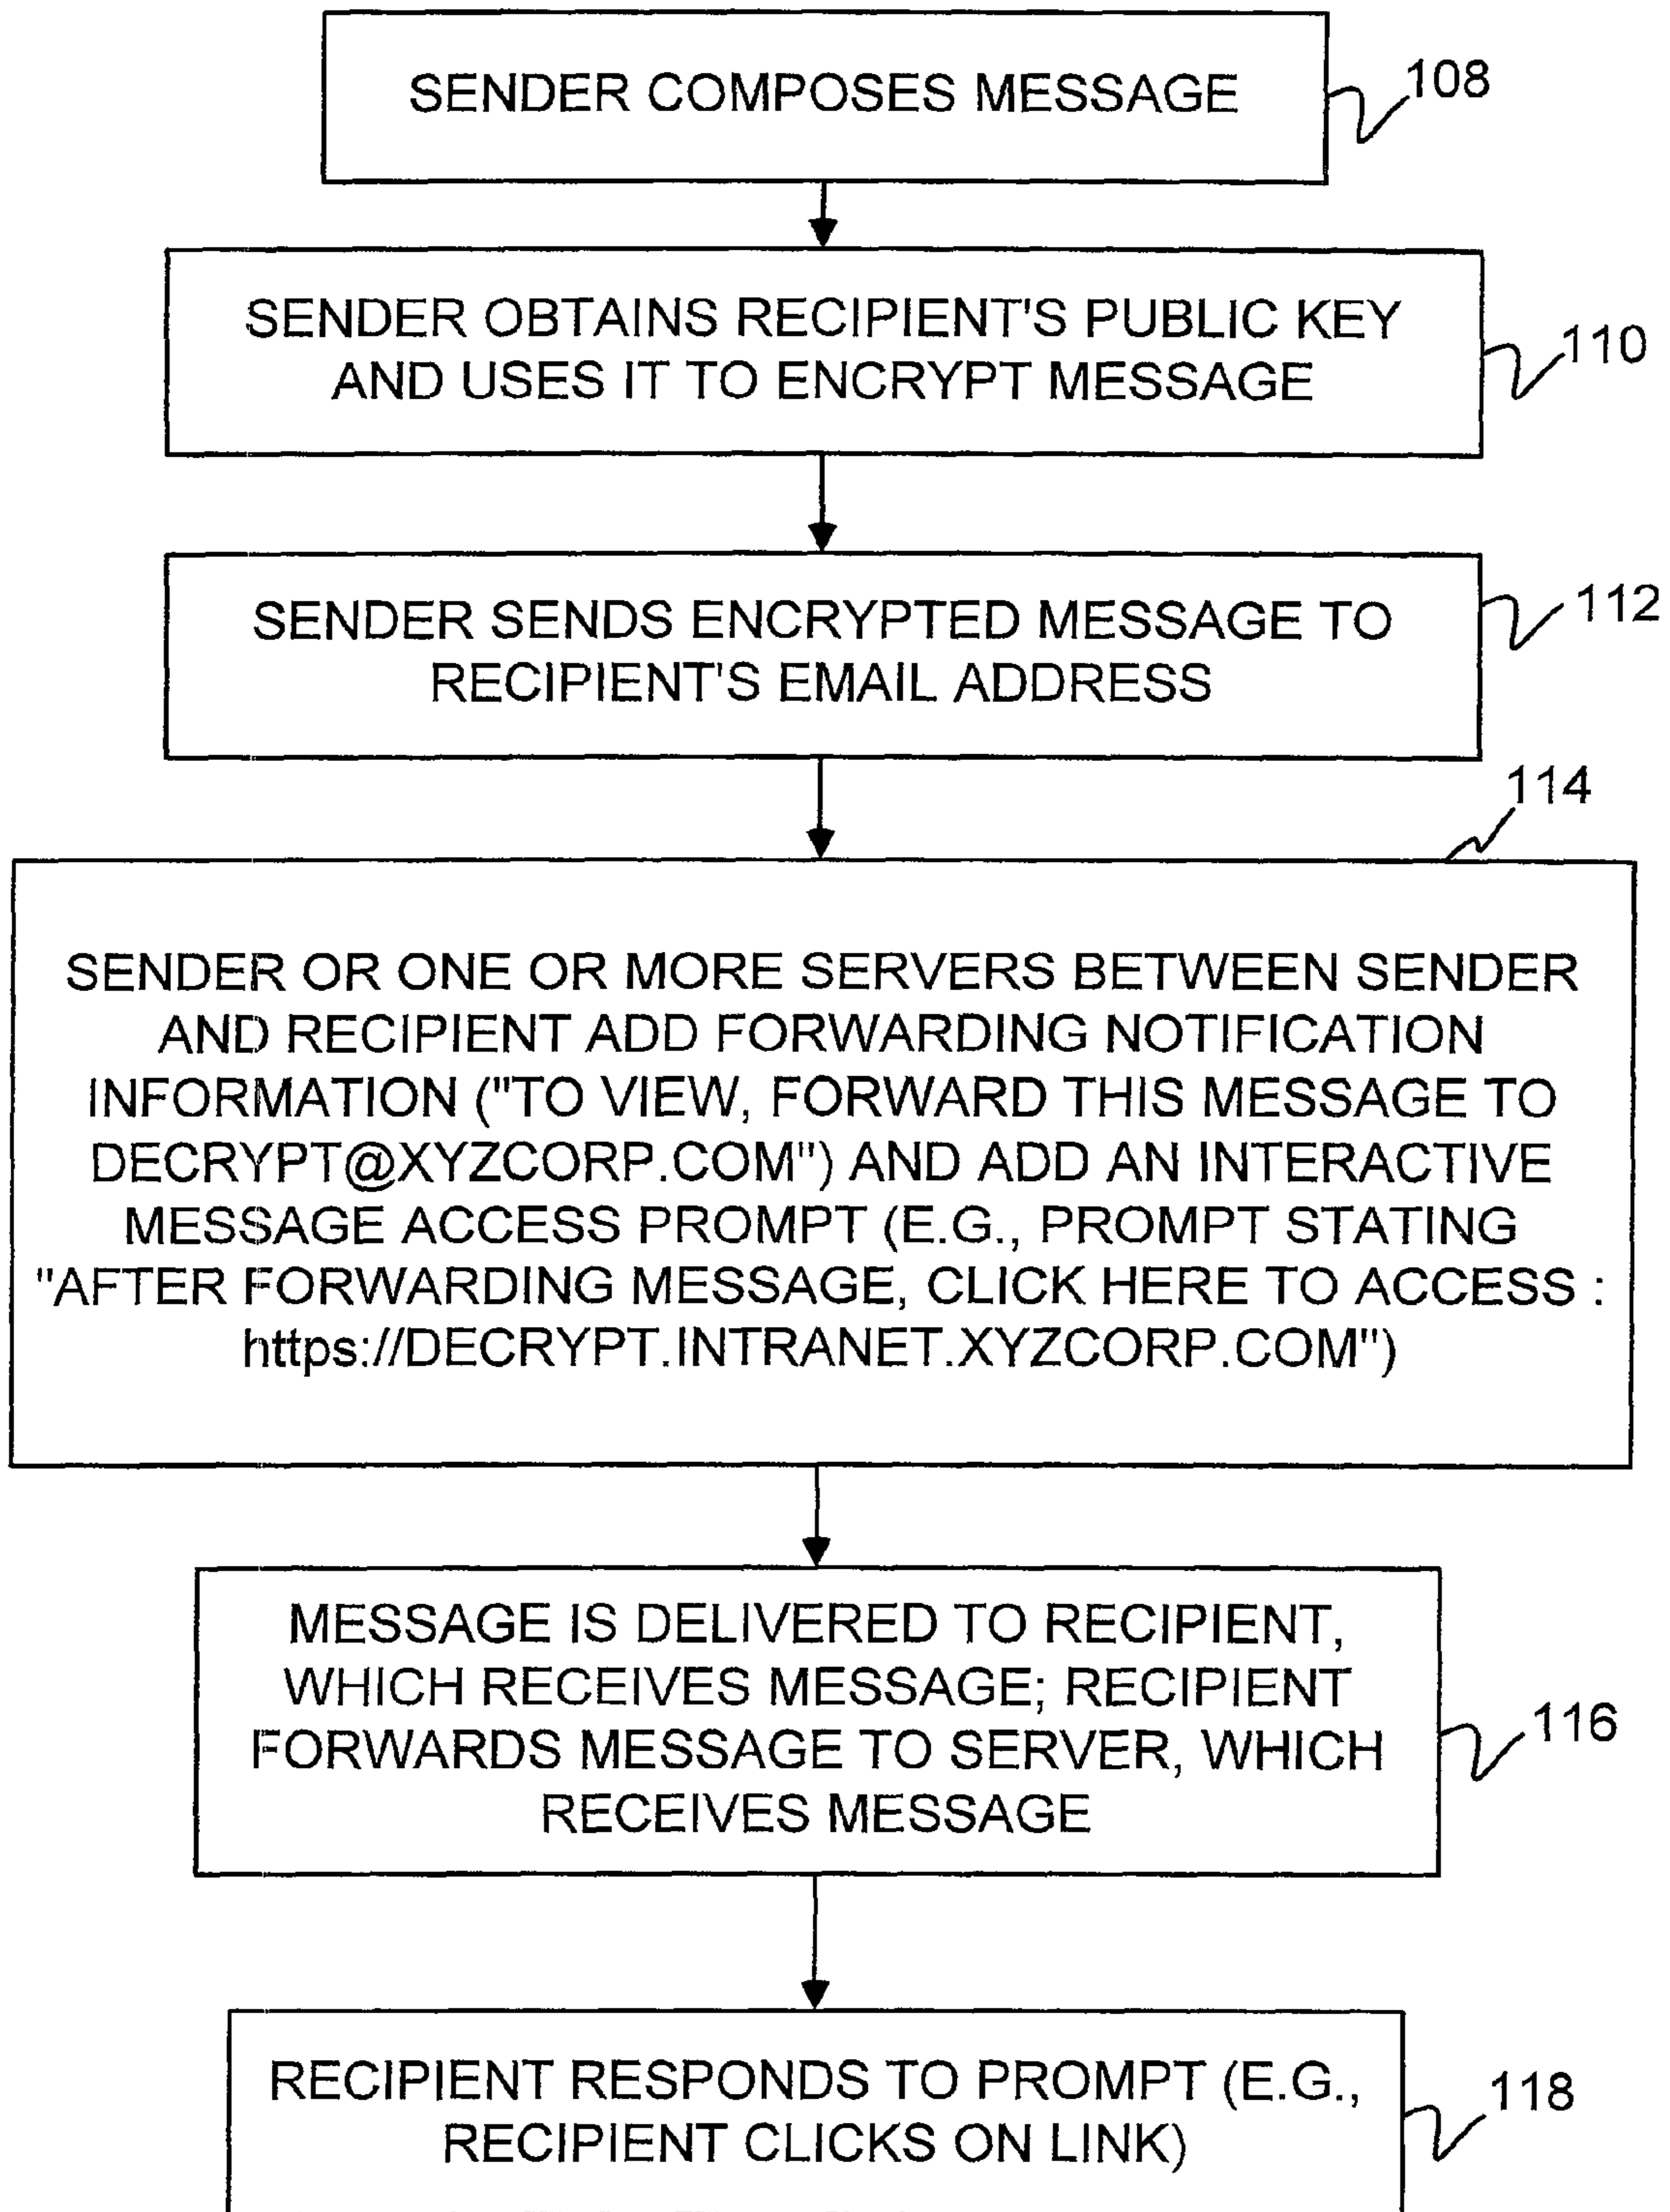 SENDER COMPOSES MESSAGE
108
SENDER OBTAINS RECIPIENT'S PUBLIC KEY
AND USES IT TO ENCRYPT MESSAGE
110
SENDER SENDS ENCRYPTED MESSAGE TO
RECIPIENT'S EMAIL ADDRESS
112
114
SENDER OR ONE OR MORE SERVERS BETWEEN SENDER
AND RECIPIENT ADD FORWARDING NOTIFICATION
INFORMATION ("TO VIEW, FORWARD THIS MESSAGE TO
DECRYPT@XYZCORP.COM") AND ADD AN INTERACTIVE
MESSAGE ACCESS PROMPT (E.G., PROMPT STATING
"AFTER FORWARDING MESSAGE, CLICK HERE TO ACCESS :
https://DECRYPT.INTRANET.XYZCORP.COM")
MESSAGE IS DELIVERED TO RECIPIENT,
WHICH RECEIVES MESSAGE; RECIPIENT
FORWARDS MESSAGE TO SERVER, WHICH
RECEIVES MESSAGE
116
RECIPIENT RESPONDS TO PROMPT (E.G.,
RECIPIENT CLICKS ON LINK)
118